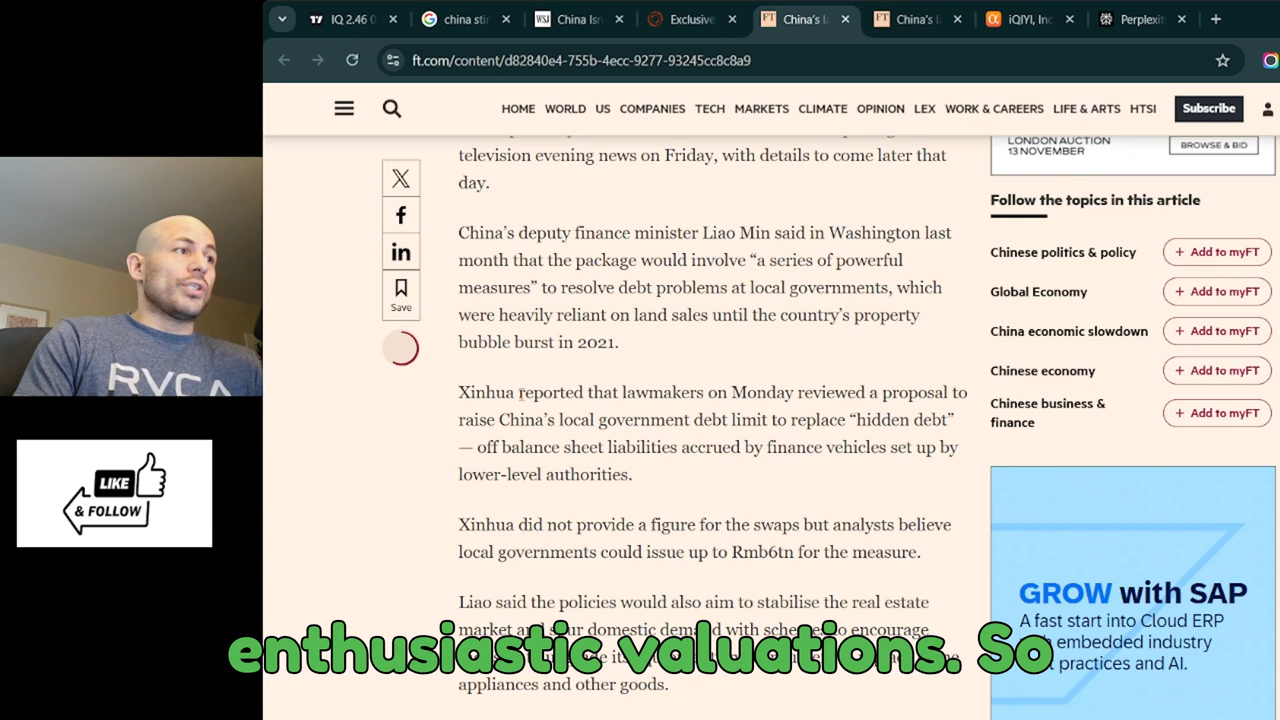 IQ 2.46 0
china sti
China Isn
Exclusive
China's l
China's l
iQIYI, Inc
Perplexit
ft.com/content/d82840e4-755b-4ecc-9277-93245cc8c8a9
HOME WORLD US COMPANIES TECH MARKETS CLIMATE OPINION LEX WORK & CAREERS LIFE & ARTS HTSI
Subscribe
television evening news on Friday, with details to come later that
day.
China's deputy finance minister Liao Min said in Washington last
month that the package would involve “a series of powerful
measures” to resolve debt problems at local governments, which
were heavily reliant on land sales until the country's property
bubble burst in 2021.
Xinhua reported that lawmakers on Monday reviewed a proposal to
raise China's local government debt limit to replace “hidden debt”
— off balance sheet liabilities accrued by finance vehicles set up by
lower-level authorities.
Xinhua did not provide a figure for the swaps but analysts believe
local governments could issue up to Rmb6tn for the measure.
Liao said the policies would also aim to stabilise the real estate
market and spur domestic demand with schemes to encourage
appliances and other goods.
Save
LONDON AUCTION
13 NOVEMBER
BROWSE & BID
Follow the topics in this article
Chinese politics & policy + Add to myFT
Global Economy + Add to myFT
China economic slowdown + Add to myFT
Chinese economy + Add to myFT
Chinese business &
finance + Add to myFT
GROW with SAP
A fast start into Cloud ERP
embedded industry
practices and AI.
RVCA
LIKE
& FOLLOW
enthusiastic valuations. So